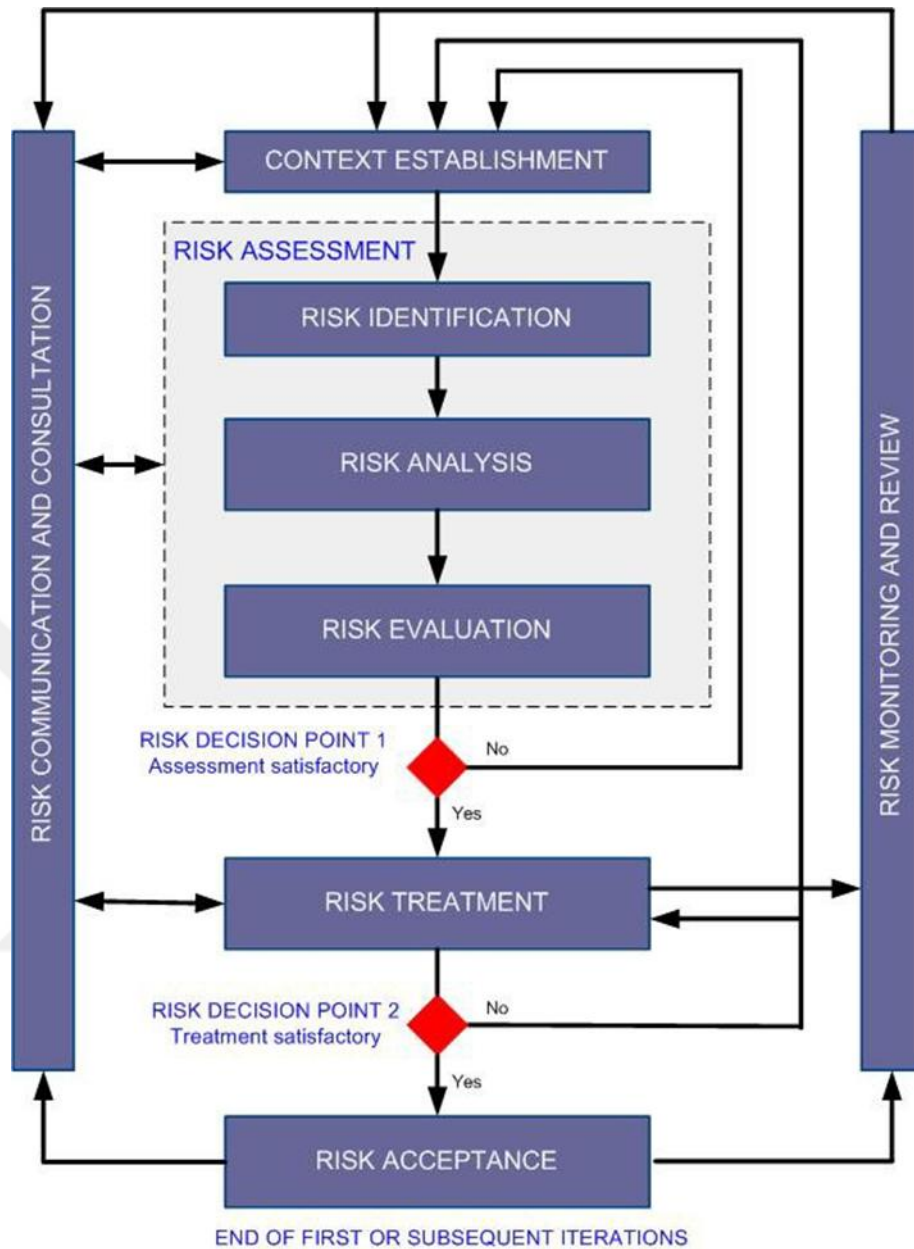 CONTEXT ESTABLISHMENT
RISK ASSESSMENT
RISK IDENTIFICATION
RISK ANALYSIS
RISK EVALUATION
RISK COMMUNICATION AND CONSULTATION
RISK MONITORING AND REVIEW
RISK DECISION POINT 1
Assessment satisfactory
No
Yes
RISK TREATMENT
RISK DECISION POINT 2
Treatment satisfactory
No
Yes
RISK ACCEPTANCE
END OF FIRST OR SUBSEQUENT ITERATIONS